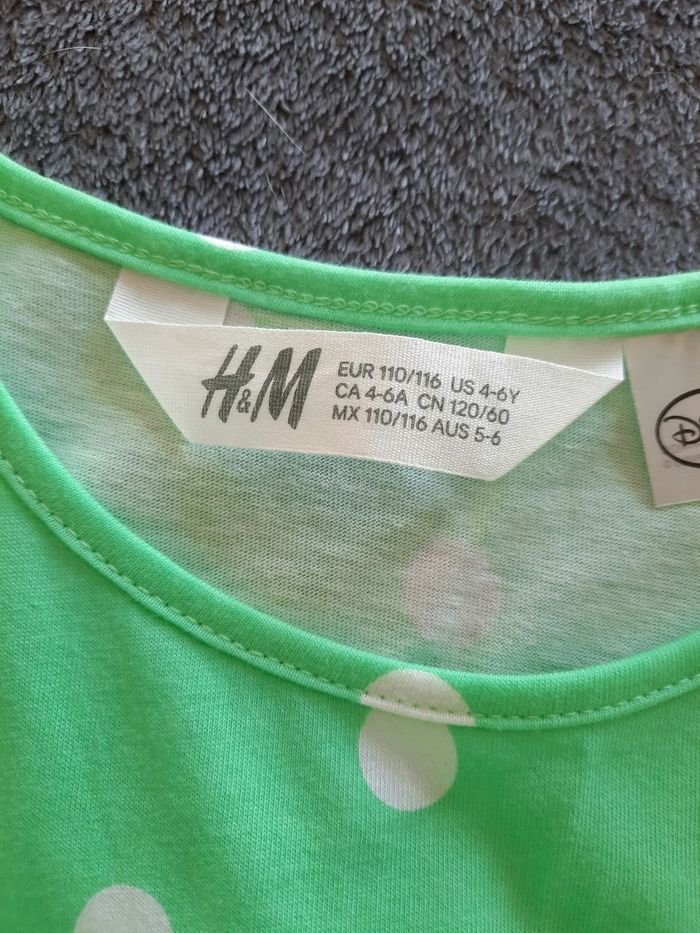 H&M
EUR 110/116 US 4-6Y
CA 4-6A CN 120/60
MX 110/116 AUS 5-6